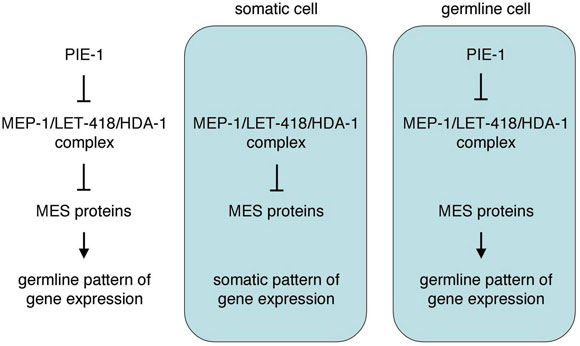 somatic cell
germline cell
PIE-1
MEP-1/LET-418/HDA-1
complex
MES proteins
germline pattern of
gene expression
MEP-1/LET-418/HDA-1
complex
MES proteins
somatic pattern of
gene expression
PIE-1
MEP-1/LET-418/HDA-1
complex
MES proteins
germline pattern of
gene expression